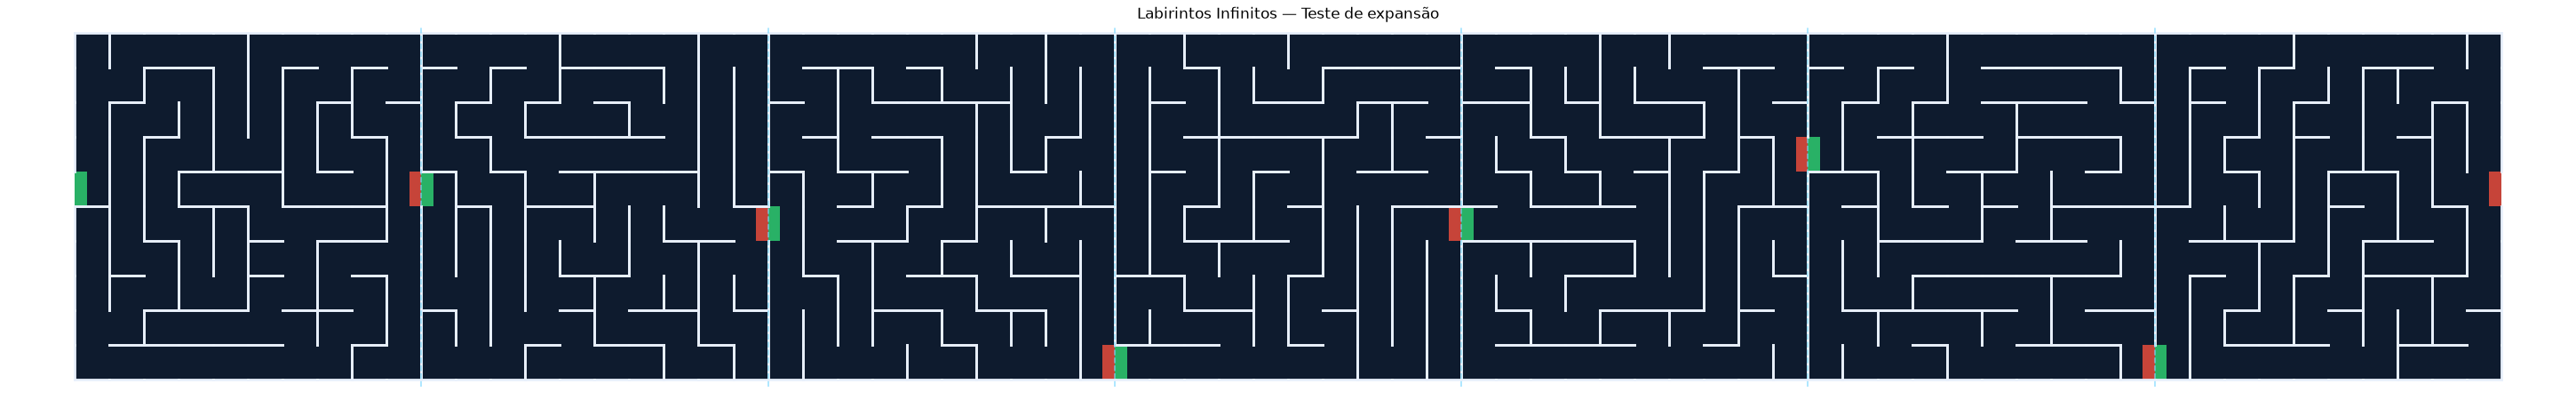 Labirintos Infinitos — Teste de expansão